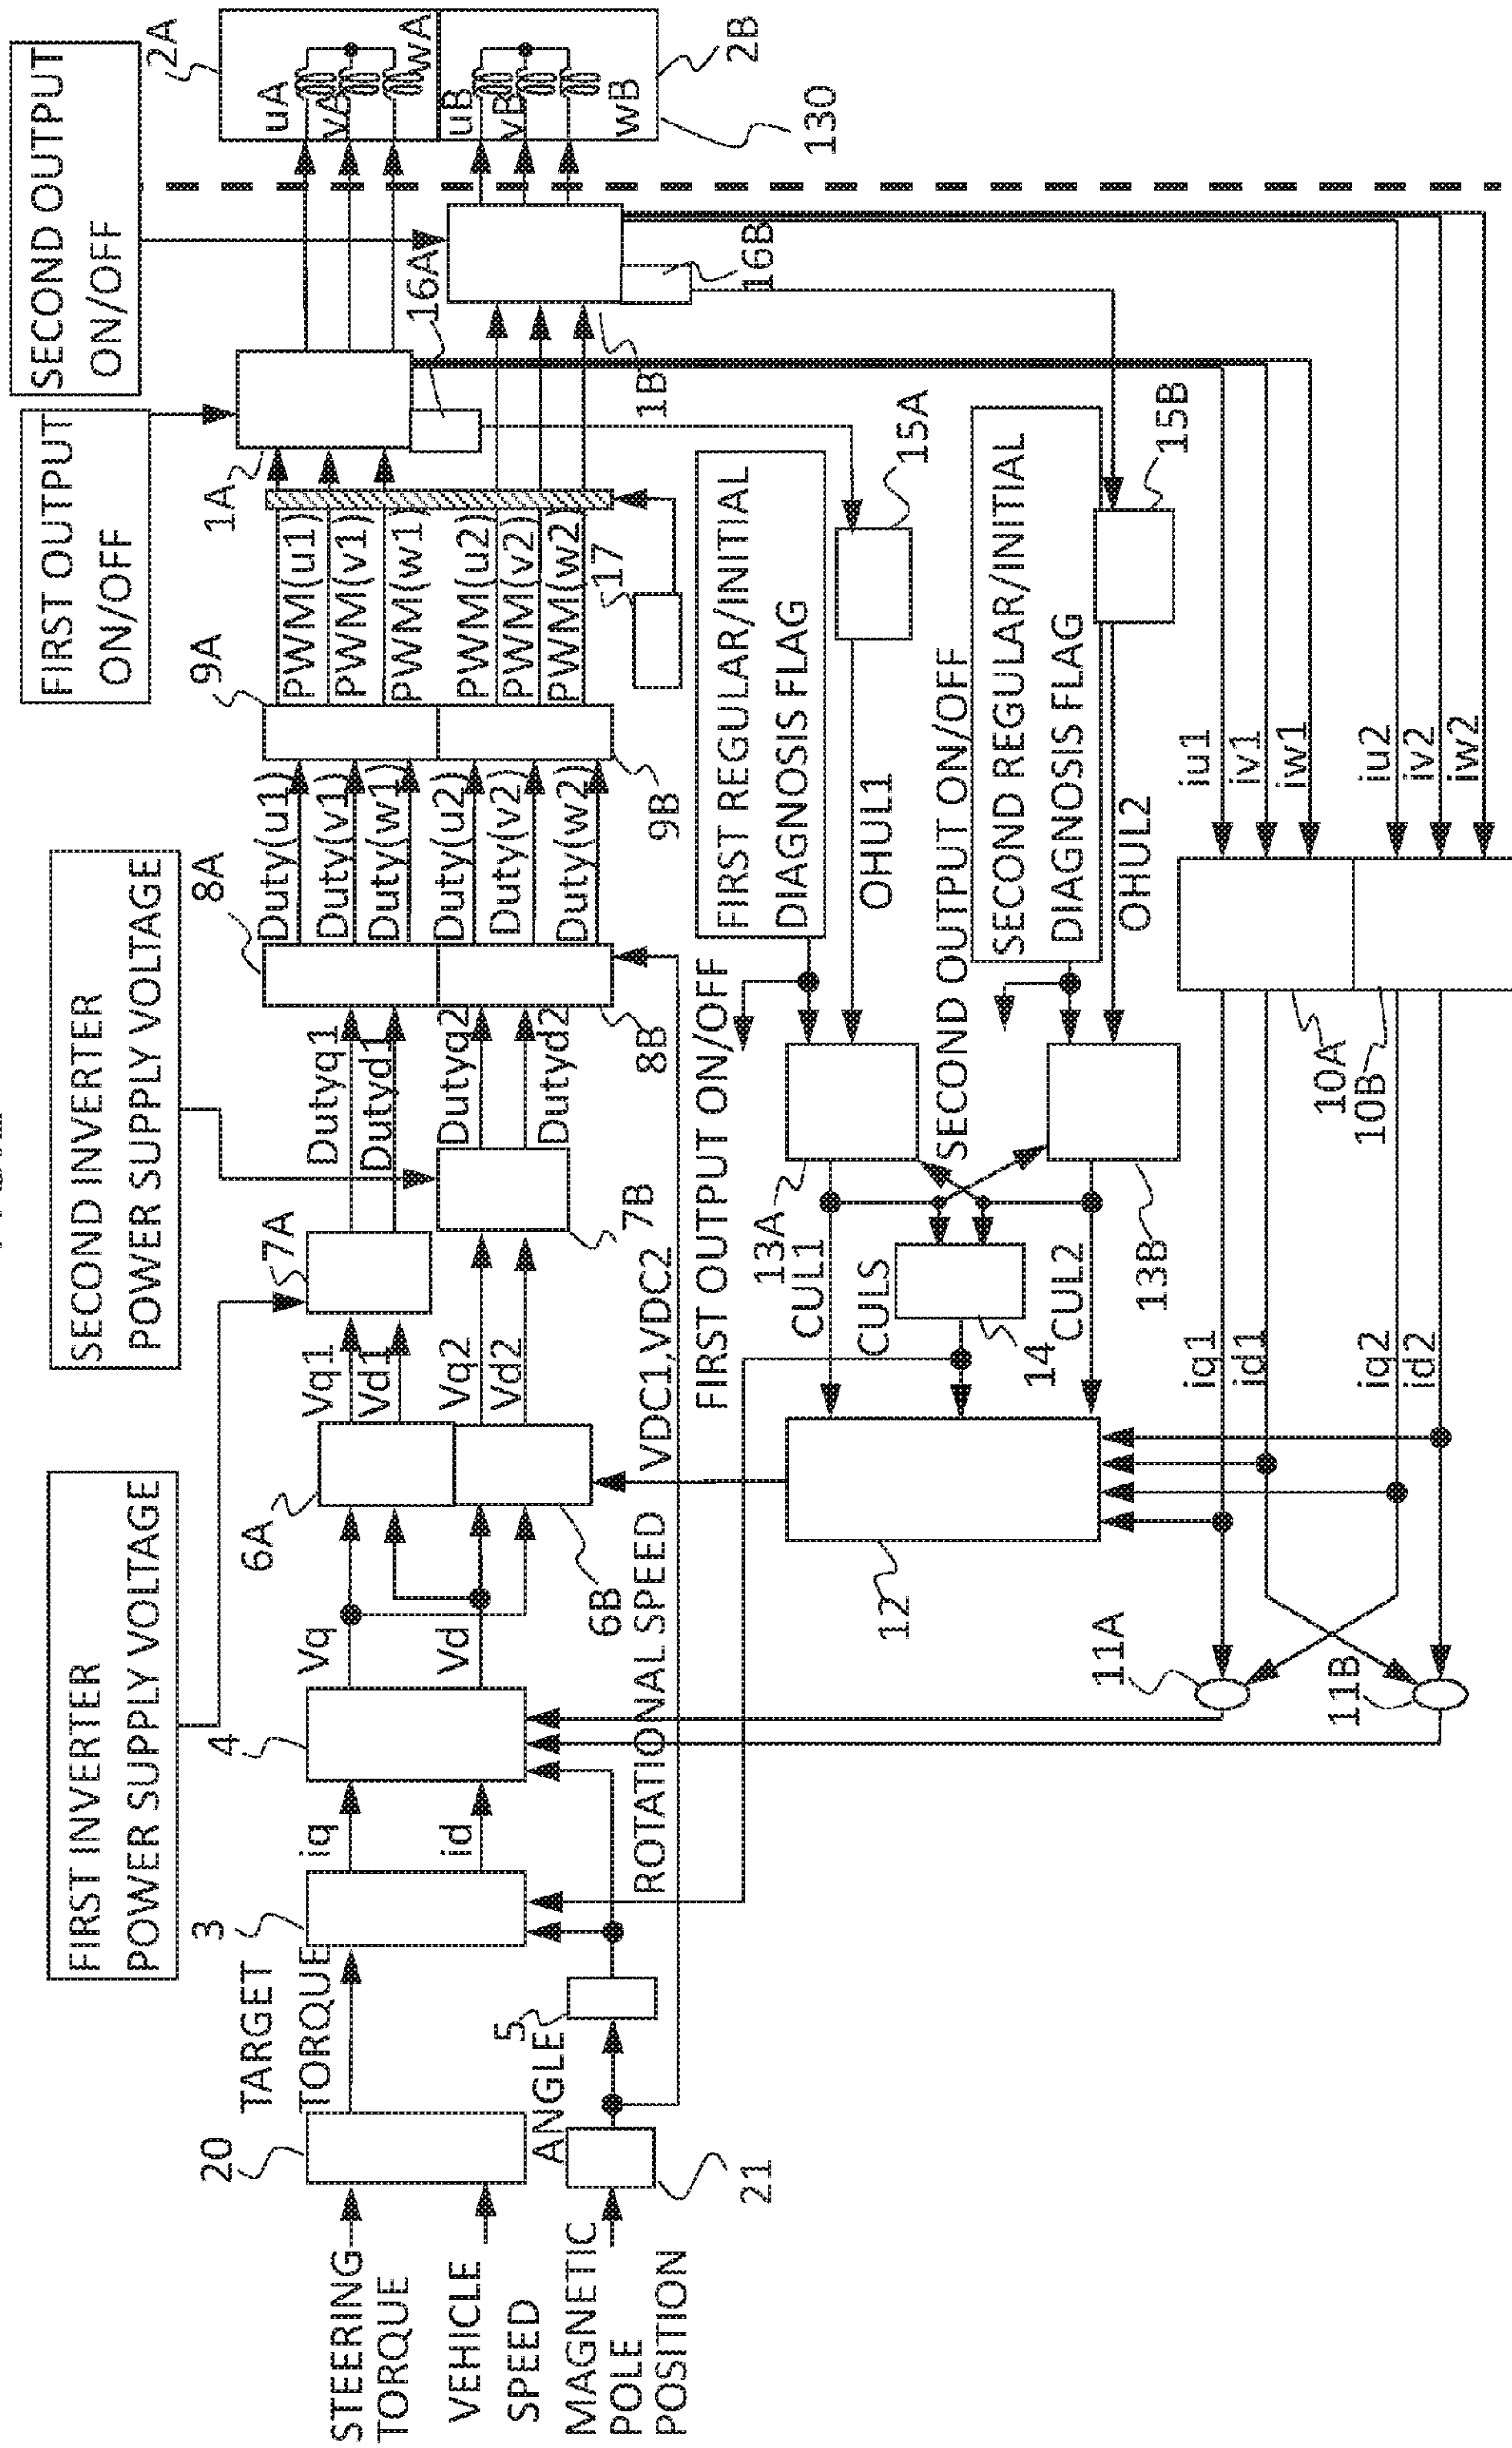 FIRST INVERTER
POWER SUPPLY VOLTAGE
SECOND INVERTER
POWER SUPPLY VOLTAGE
FIRST OUTPUT
ON/OFF
SECOND OUTPUT
ON/OFF
STEERING
TORQUE
VEHICLE
SPEED
MAGNETIC
POLE
POSITION
20
21
TARGET
TORQUE
ANGLE
5
3
iq
id
4
Vq
Vd
6A
6B
ROTATIONAL SPEED
VDC1,VDC2
Vq1
Vd1
Vq2
Vd2
7A
7B
Dutyq1
Dutyd1
Dutyq2
Dutyd2
8A
8B
Duty(u1)
Duty(v1)
Duty(w1)
Duty(u2)
Duty(v2)
Duty(w2)
9A
9B
PWM(u1)
PWM(v1)
PWM(w1)
PWM(u2)
PWM(v2)
PWM(w2)
17
1A
16A
1B
16B
uA
vA
wA
uB
vB
wB
2A
2B
130
FIRST OUTPUT ON/OFF
FIRST REGULAR/INITIAL
DIAGNOSIS FLAG
OHUL1
15A
SECOND OUTPUT ON/OFF
SECOND REGULAR/INITIAL
DIAGNOSIS FLAG
OHUL2
15B
13A
CUL1
CULS
14
CUL2
13B
12
11A
11B
iq1
id1
iq2
id2
10A
10B
iu1
iv1
iw1
iu2
iv2
iw2